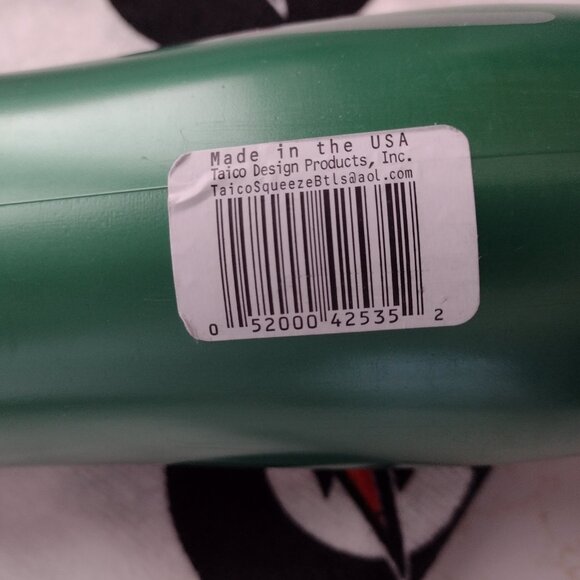 Made in the USA
Taico Design Products, Inc.
TaicoSqueezeBtls@aol.com
0 52000 42535 2